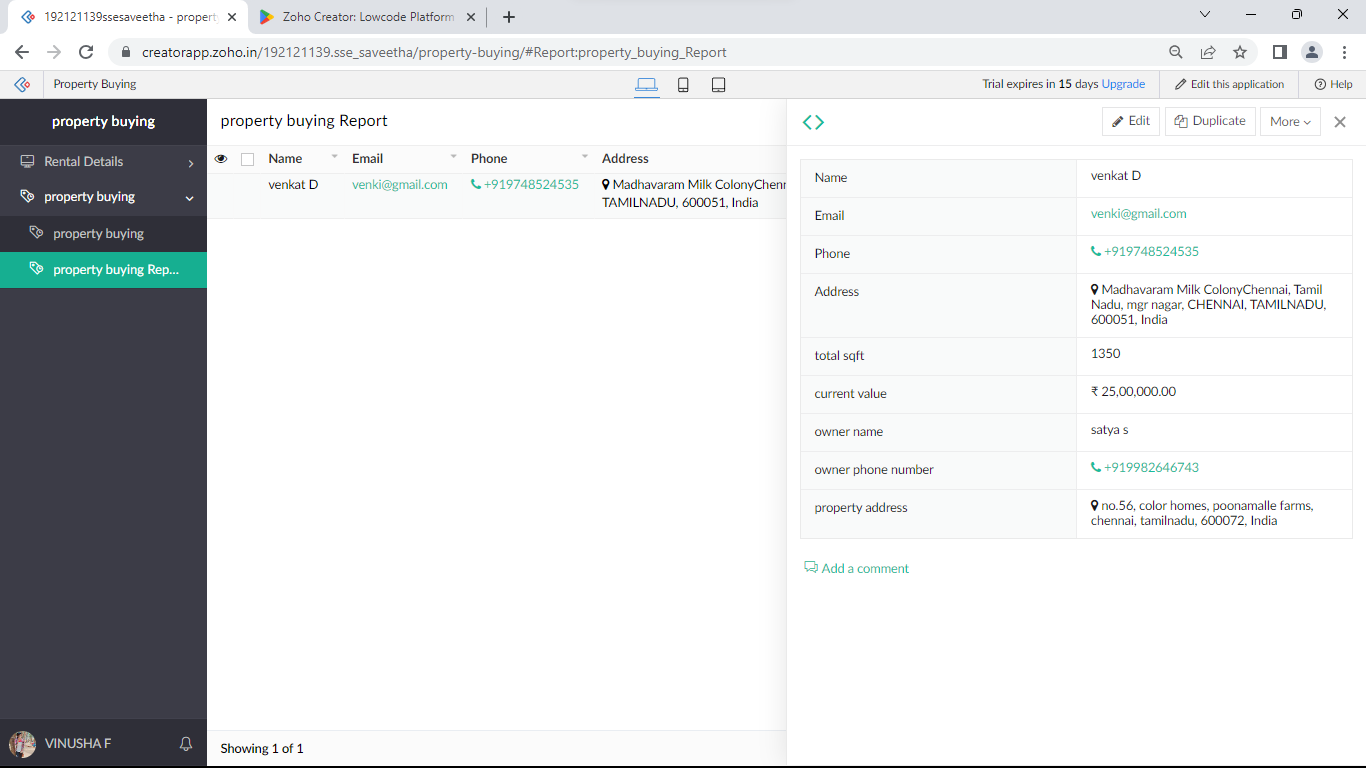 192121139ssesaveetha - propert
Zoho Creator: Lowcode Platform
creatorapp.zoho.in/192121139.sse_saveetha/property-buying/#Report:property_buying_Report
Property Buying
Trial expires in 15 days Upgrade
Edit this application
Help
property buying
Rental Details
property buying
property buying
property buying Rep...
VINUSHA F
property buying Report
Name Email Phone Address
venkat D venki@gmail.com +919748524535 Madhavaram Milk ColonyChenr
TAMILNADU, 600051, India
Showing 1 of 1
Edit Duplicate More
Name venkat D
Email venki@gmail.com
Phone +919748524535
Address Madhavaram Milk ColonyChennai, Tamil
Nadu, mgr nagar, CHENNAI, TAMILNADU,
600051, India
total sqft 1350
current value ₹ 25,00,000.00
owner name satya s
owner phone number +919982646743
property address no.56, color homes, poonamalle farms,
chennai, tamilnadu, 600072, India
Add a comment